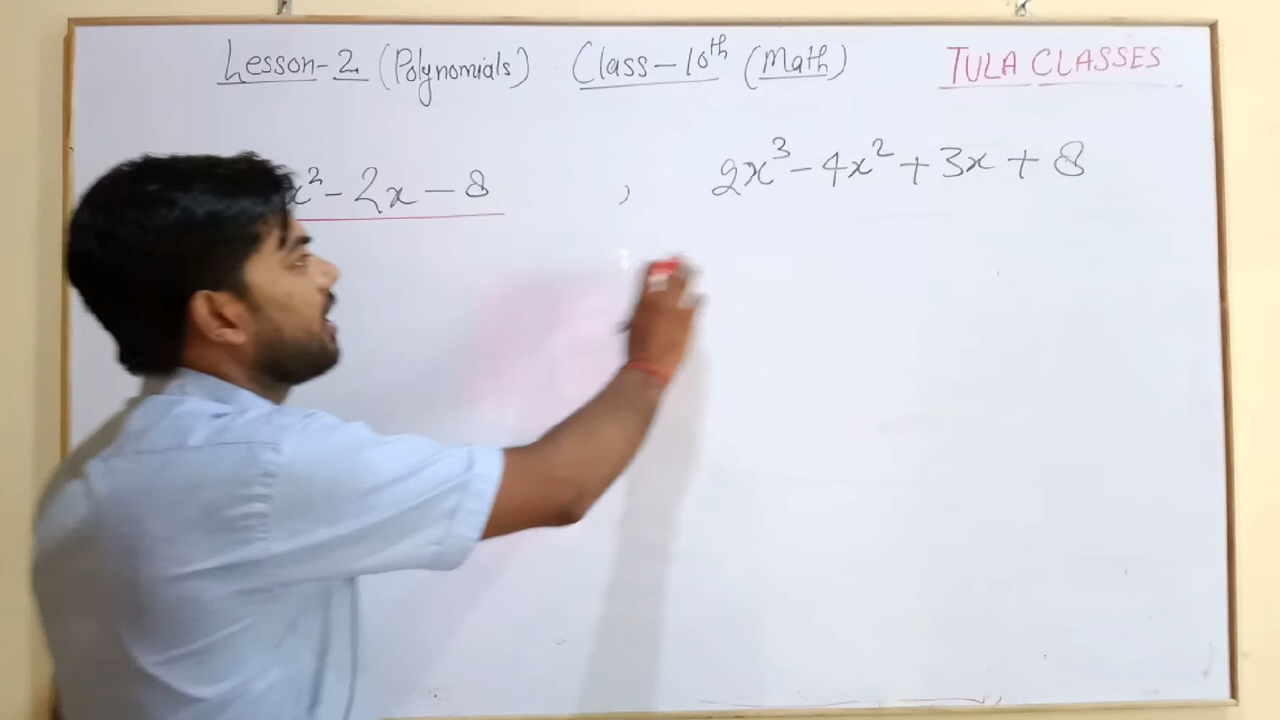 Lesson-2 (Polynomials) Class-10th (Math) TULA CLASSES
x² - 2x - 8 , 2x³ - 4x² + 3x + 8